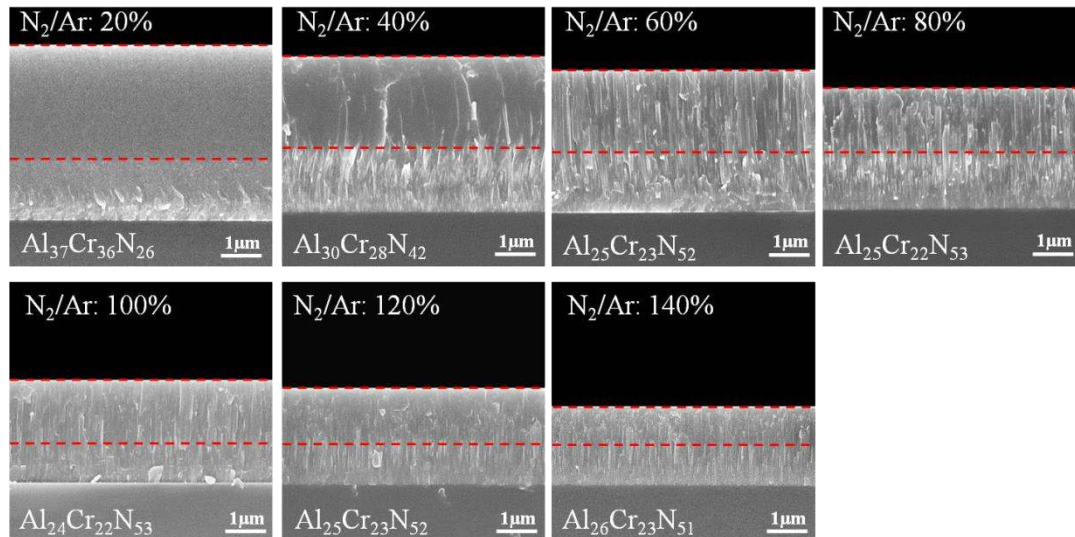 N₂/Ar: 20%
Al₃₇Cr₃₆N₂₆
1μm
N₂/Ar: 40%
Al₃₀Cr₂₈N₄₂
1μm
N₂/Ar: 60%
Al₂₅Cr₂₃N₅₂
1μm
N₂/Ar: 80%
Al₂₅Cr₂₂N₅₃
1μm
N₂/Ar: 100%
Al₂₄Cr₂₂N₅₃
1μm
N₂/Ar: 120%
Al₂₅Cr₂₃N₅₂
1μm
N₂/Ar: 140%
Al₂₆Cr₂₃N₅₁
1μm